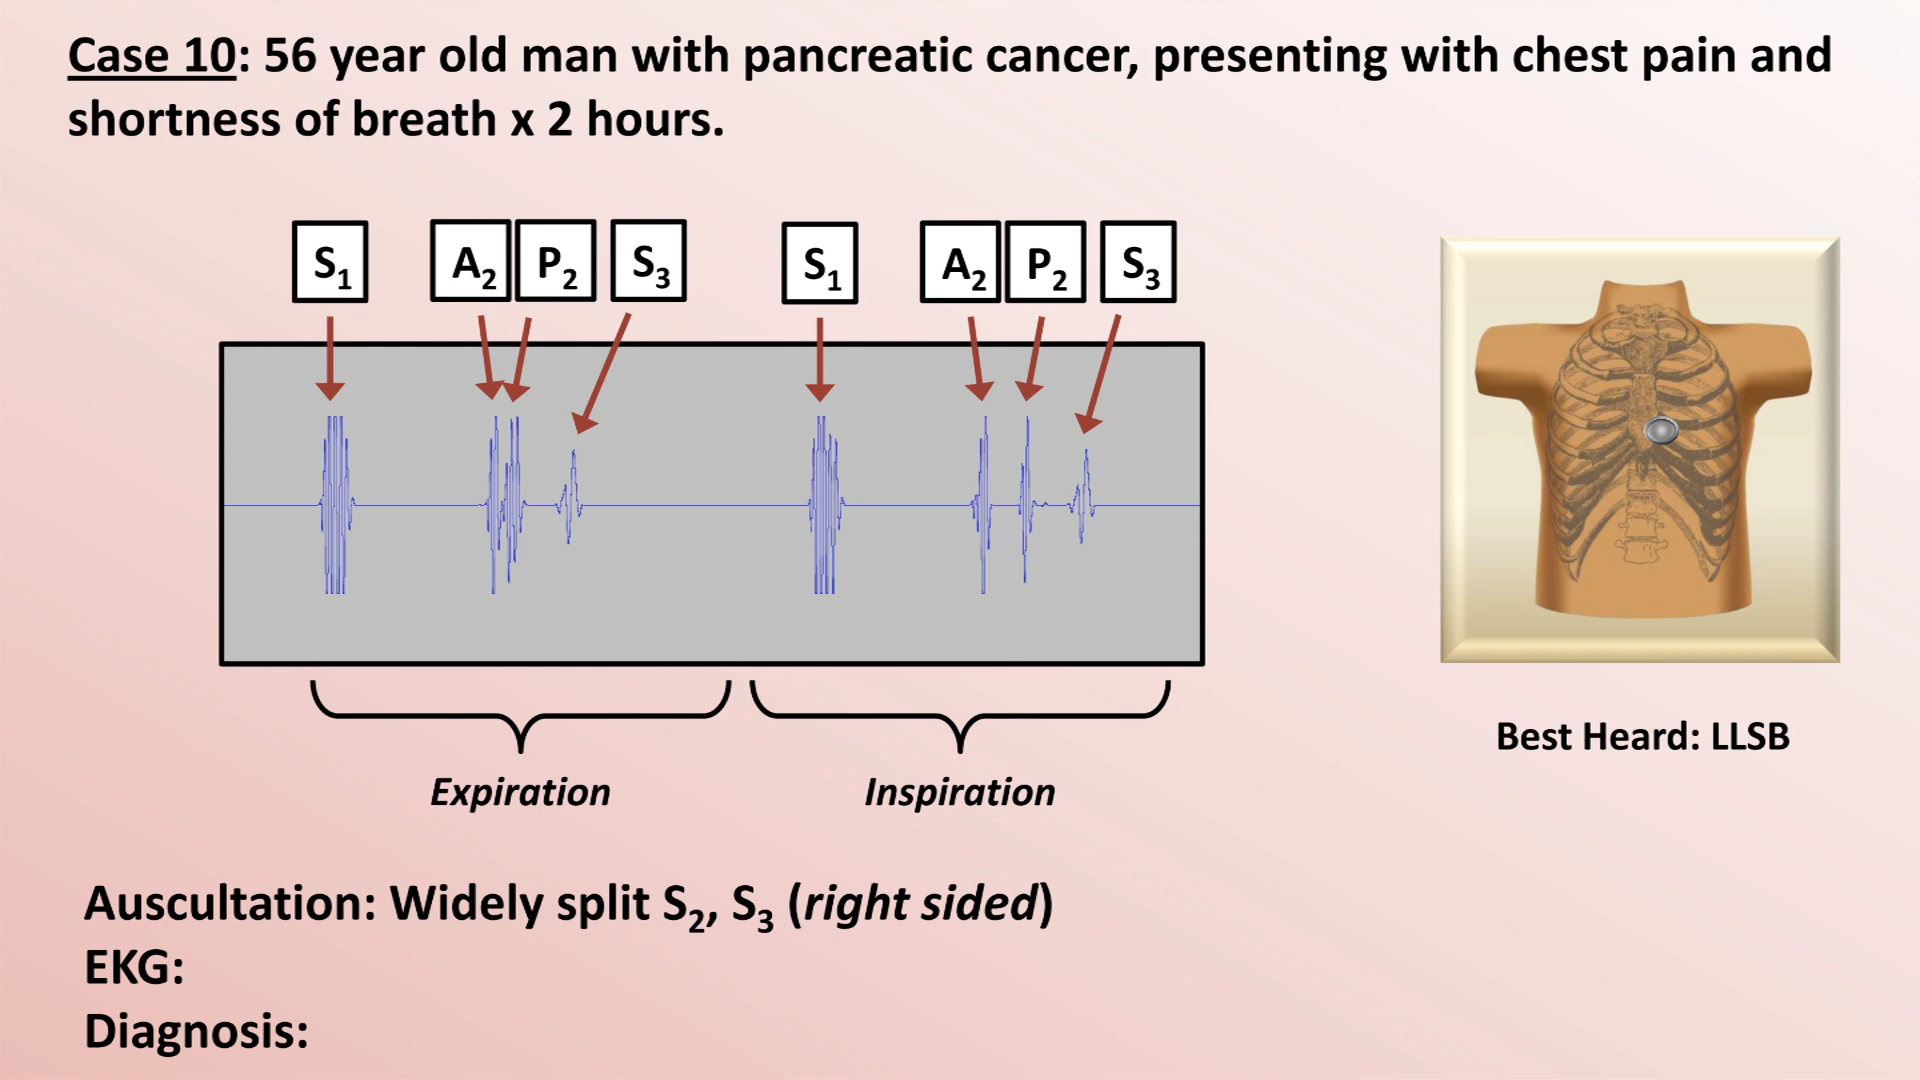 Case 10: 56 year old man with pancreatic cancer, presenting with chest pain and
shortness of breath x 2 hours.
S₁ A₂ P₂ S₃ S₁ A₂ P₂ S₃
Expiration Inspiration
Best Heard: LLSB
Auscultation: Widely split S₂, S₃ (right sided)
EKG:
Diagnosis: